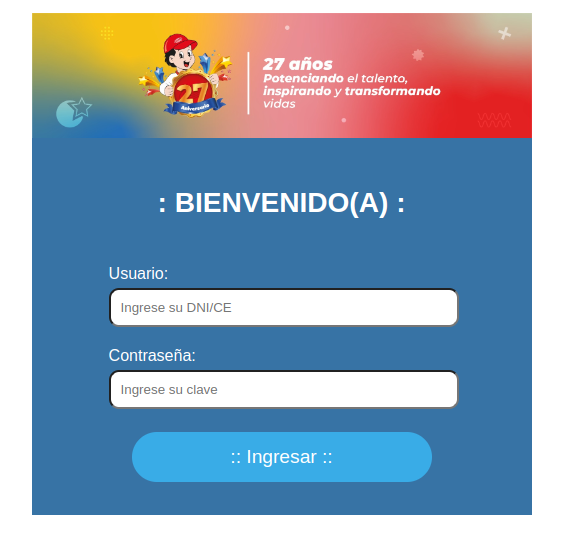 27
Aniversario
27 años
Potenciando el talento,
inspirando y transformando
vidas
: BIENVENIDO(A) :
Usuario:
Ingrese su DNI/CE
Contraseña:
Ingrese su clave
:: Ingresar ::